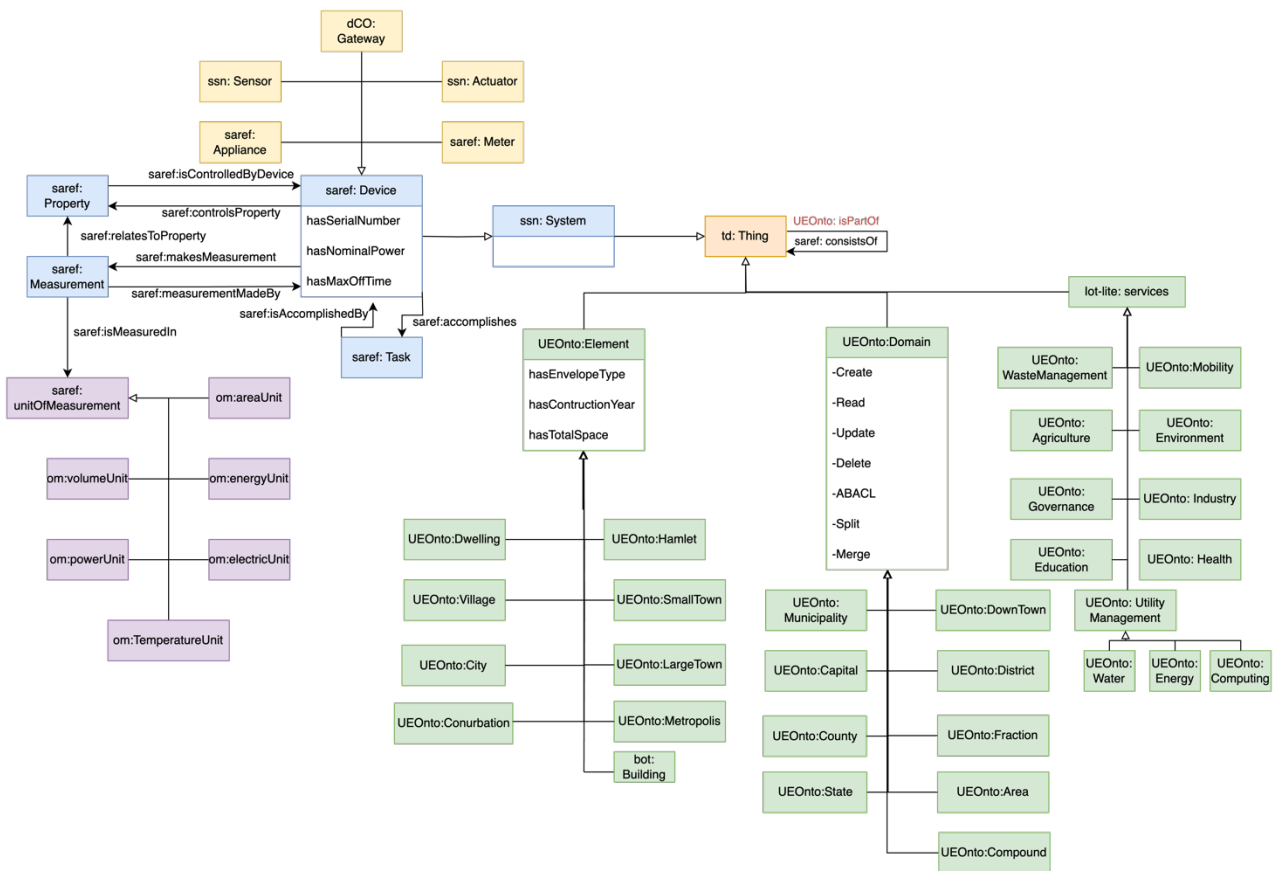 dCO:
Gateway
ssn: Sensor
ssn: Actuator
saref:
Appliance
saref: Meter
saref:isControlledByDevice
saref:
Property
saref: Device
saref:controlsProperty
hasSerialNumber
ssn: System
td: Thing
UEOnto: isPartOf
saref: consistsOf
saref:relatesToProperty
hasNominalPower
saref:makesMeasurement
saref:
Measurement
hasMaxOffTime
saref:measurementMadeBy
lot-lite: services
saref:isAccomplishedBy
saref:accomplishes
saref:isMeasuredIn
saref: Task
UEOnto:Element
hasEnvelopeType
hasContructionYear
hasTotalSpace
UEOnto:Domain
-Create
-Read
-Update
-Delete
-ABACL
-Split
-Merge
UEOnto:
WasteManagement
UEOnto:Mobility
UEOnto:
Agriculture
UEOnto:
Environment
UEOnto:
Governance
UEOnto: Industry
UEOnto:
Education
UEOnto: Health
UEOnto: Utility
Management
UEOnto:
Water
UEOnto:
Energy
UEOnto:
Computing
saref:
unitOfMeasurement
om:areaUnit
om:volumeUnit
om:energyUnit
om:powerUnit
om:electricUnit
om:TemperatureUnit
UEOnto:Dwelling
UEOnto:Hamlet
UEOnto:Village
UEOnto:SmallTown
UEOnto:City
UEOnto:LargeTown
UEOnto:Conurbation
UEOnto:Metropolis
bot:
Building
UEOnto:
Municipality
UEOnto:DownTown
UEOnto:Capital
UEOnto:District
UEOnto:County
UEOnto:Fraction
UEOnto:State
UEOnto:Area
UEOnto:Compound